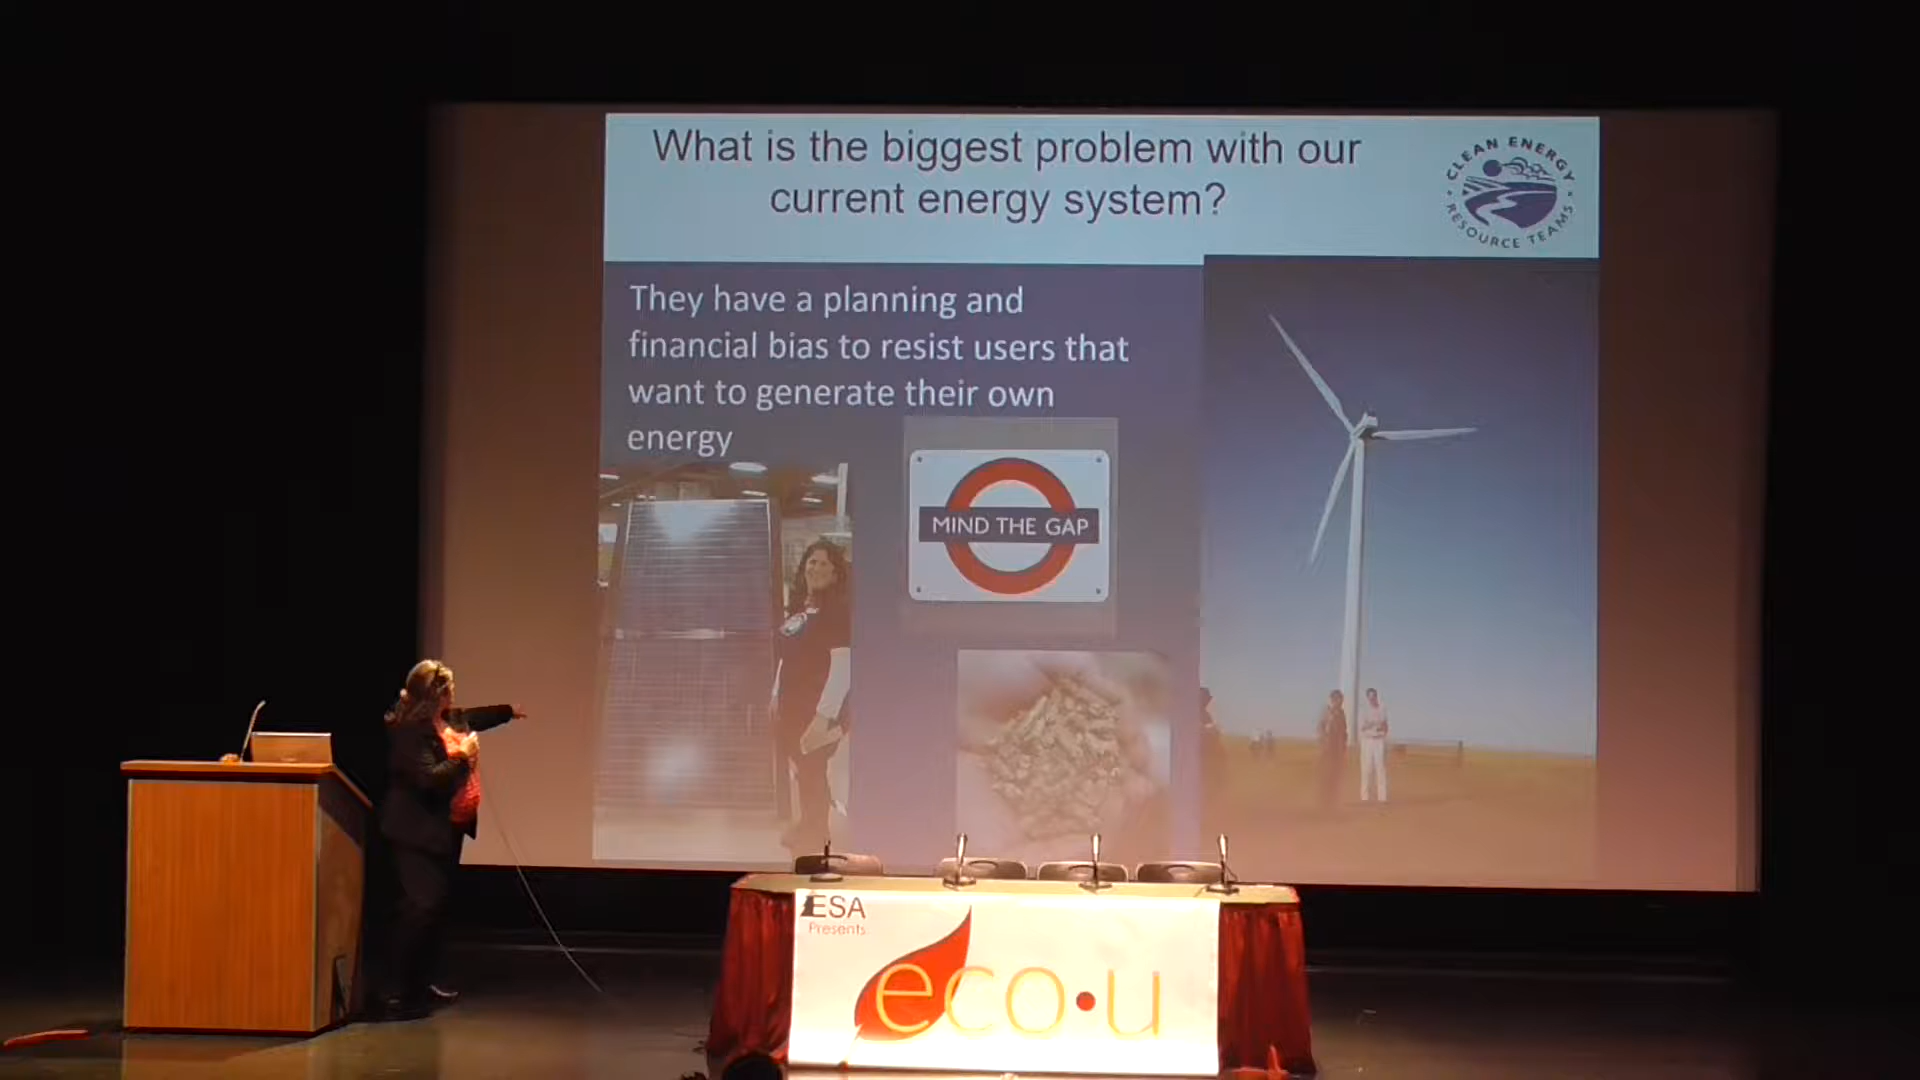 What is the biggest problem with our
current energy system?
CLEAN ENERGY
RESOURCE TEAMS
They have a planning and
financial bias to resist users that
want to generate their own
energy
MIND THE GAP
ESA
Presents
eco·u